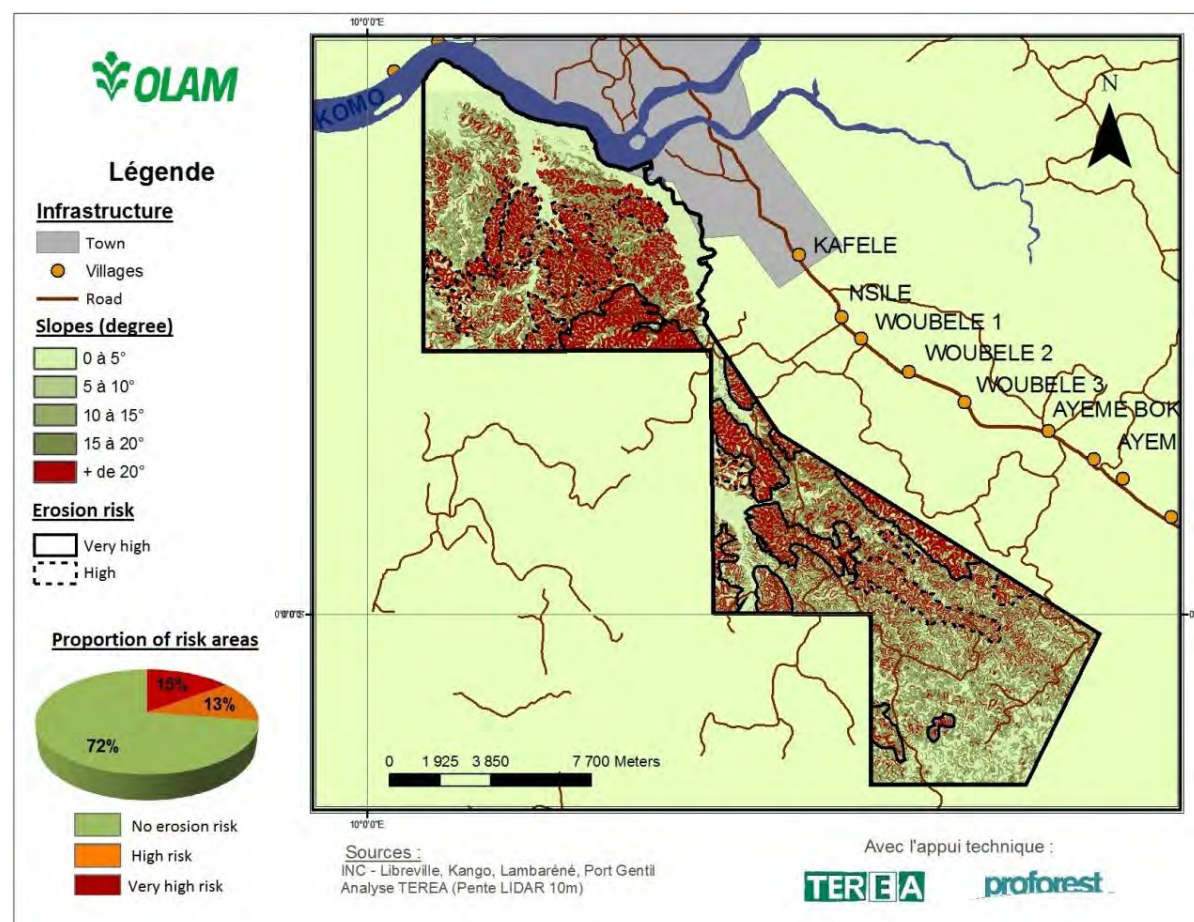 OLAM
Légende
Infrastructure
Town
Villages
Road
Slopes (degree)
0 à 5°
5 à 10°
10 à 15°
15 à 20°
+ de 20°
Erosion risk
Very high
High
Proportion of risk areas
15%
13%
72%
No erosion risk
High risk
Very high risk
10°0'0"E
KOMO
N
KAFELE
NSILE
WOUBELE 1
WOUBELE 2
WOUBELE 3
AYEME BOK
AYEM
0 1 925 3 850 7 700 Meters
10°0'0"E
Sources :
INC - Libreville, Kango, Lambaréné, Port Gentil
Analyse TEREA (Pente LIDAR 10m)
Avec l'appui technique :
TEREA
proforest